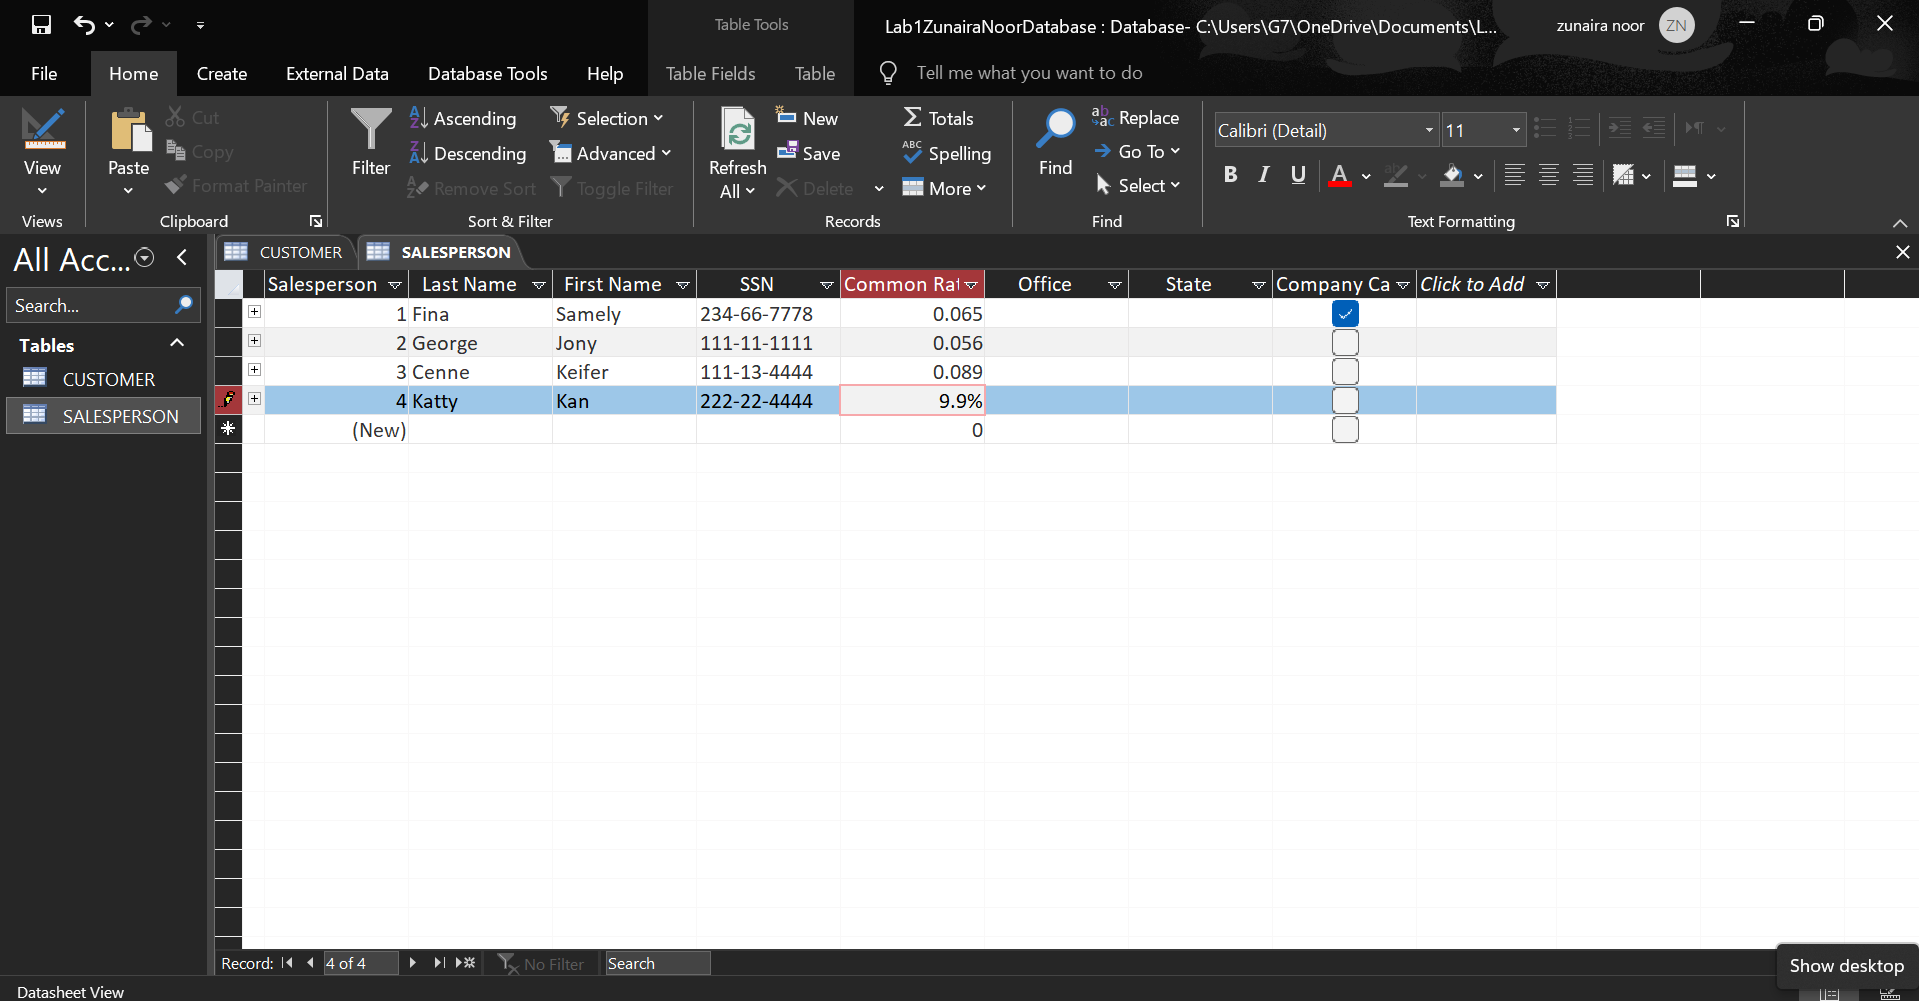 Table Tools
Lab1ZunairaNoorDatabase : Database- C:\Users\G7\OneDrive\Documents\L...
zunaira noor
ZN
File
Home
Create
External Data
Database Tools
Help
Table Fields
Table
Tell me what you want to do
View
Views
Paste
Cut
Copy
Format Painter
Clipboard
Filter
Ascending
Descending
Remove Sort
Selection
Advanced
Toggle Filter
Sort & Filter
Refresh
All
New
Save
Delete
Totals
Spelling
More
Records
Find
Replace
Go To
Select
Find
Calibri (Detail)
11
B I U A
Text Formatting
All Acc...
Search...
Tables
CUSTOMER
SALESPERSON
CUSTOMER
SALESPERSON
Salesperson Last Name First Name SSN Common Rat Office State Company Ca Click to Add
1 Fina Samely 234-66-7778 0.065
2 George Jony 111-11-1111 0.056
3 Cenne Keifer 111-13-4444 0.089
4 Katty Kan 222-22-4444 9.9%
(New) 0
Record: 4 of 4 No Filter Search
Show desktop
Datasheet View